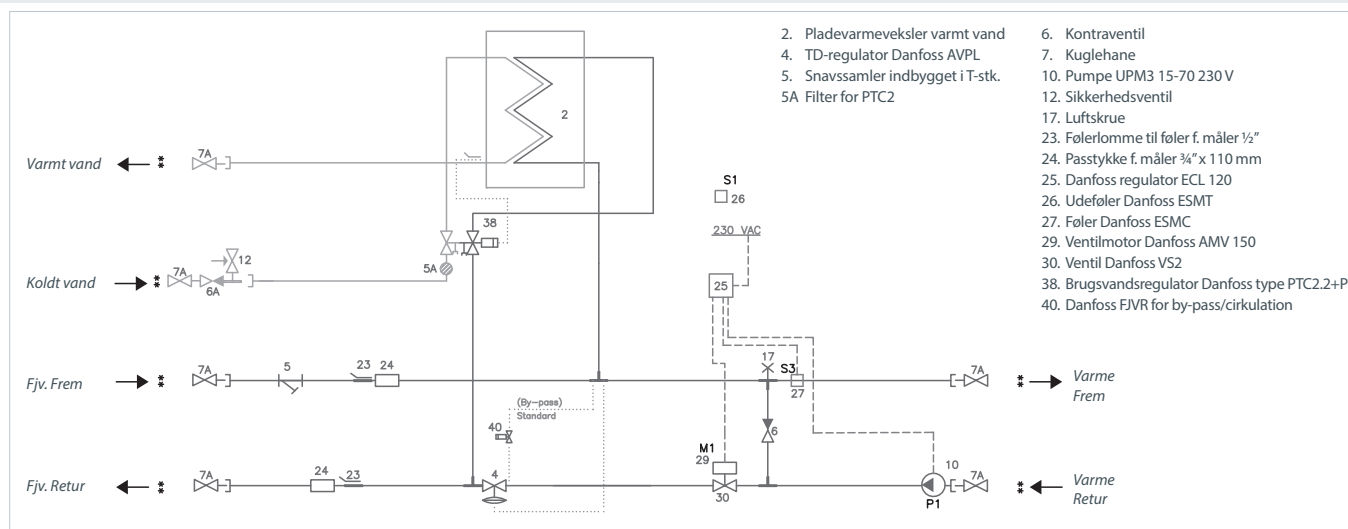 2. Pladevarmeveksler varmt vand
4. TD-regulator Danfoss AVPL
5. Snavssamler indbygget i T-stk.
5A Filter for PTC2
6. Kontraventil
7. Kuglehane
10. Pumpe UPM3 15-70 230 V
12. Sikkerhedsventil
17. Luftskrue
23. Følerlomme til føler f. måler ½”
24. Passtykke f. måler ¾” x 110 mm
25. Danfoss regulator ECL 120
26. Udeføler Danfoss ESMT
27. Føler Danfoss ESMC
29. Ventilmotor Danfoss AMV 150
30. Ventil Danfoss VS2
38. Brugsvandsregulator Danfoss type PTC2.2+P
40. Danfoss FJVR for by-pass/cirkulation
2
Varmt vand
**
7A
S1
26
38
230 VAC
12
5A
Koldt vand
**
7A
6A
25
Fjv. Frem
**
7A
5
23
24
17
S3
27
7A
**
Varme
Frem
(By-pass)
Standard
40
6
M1
29
Fjv. Retur
**
7A
24
23
4
30
10
P1
7A
**
Varme
Retur